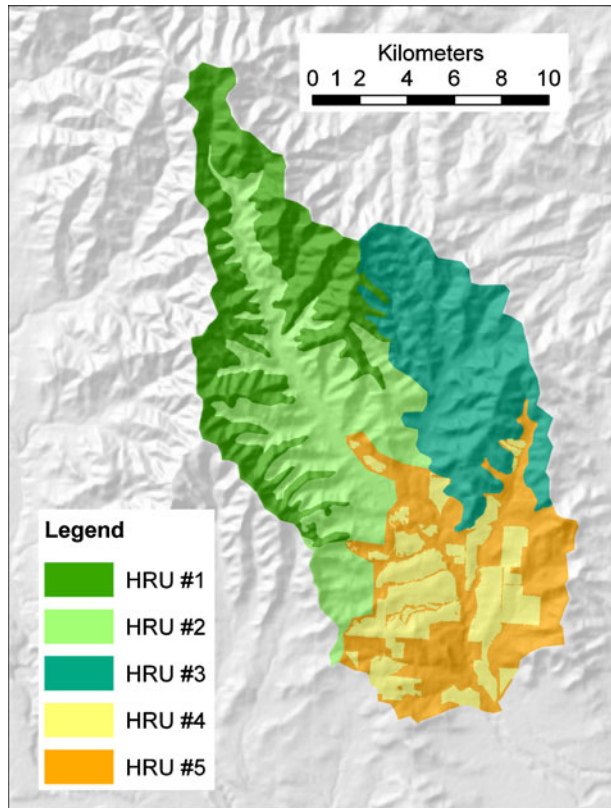 Kilometers
0 1 2 4 6 8 10
Legend
HRU #1
HRU #2
HRU #3
HRU #4
HRU #5